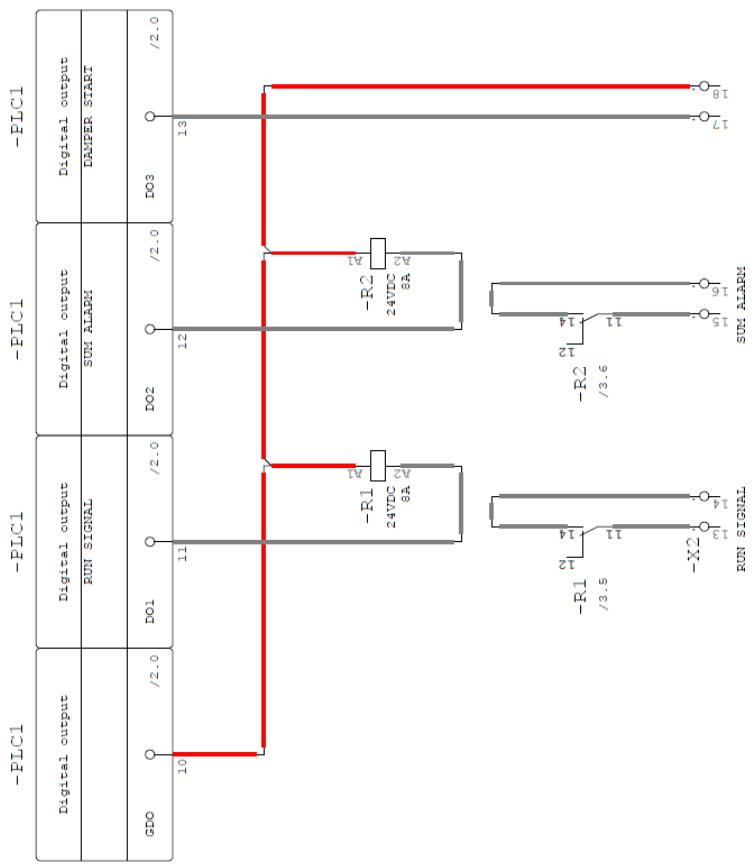 -PLC1
-PLC1
-PLC1
-PLC1
Digital output
Digital output
RUN SIGNAL
Digital output
SUM ALARM
Digital output
DAMPER START
GDO
/2.0
DO1
/2.0
DO2
/2.0
DO3
/2.0
10
11
12
13
-R1
24VDC
8A
A1
A2
-R2
24VDC
8A
A1
A2
-R1
/3.5
12
14
11
-R2
/3.6
12
14
11
-X2
13
14
15
16
17
18
RUN SIGNAL
SUM ALARM